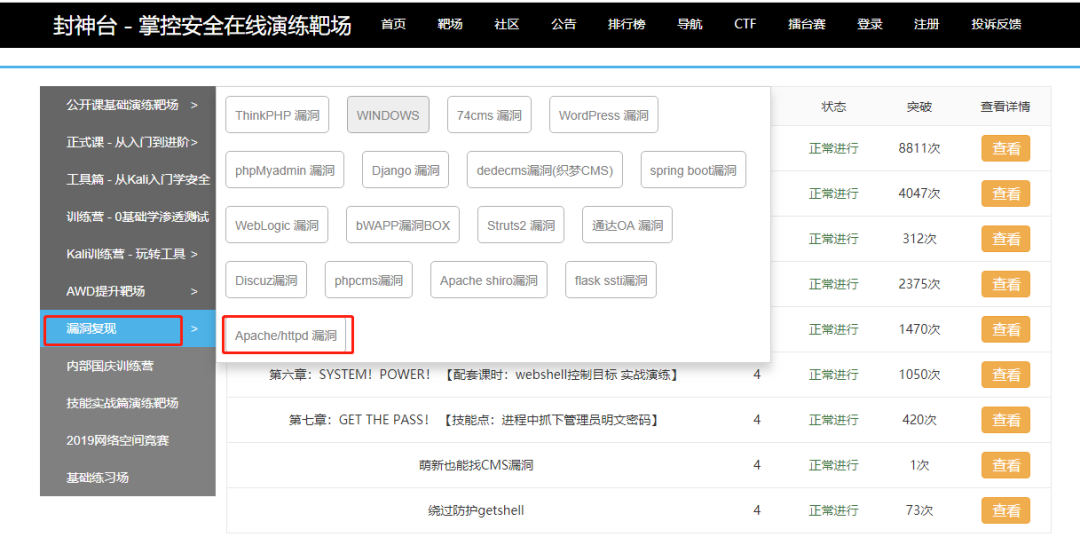 封神台 - 掌控安全在线演练靶场 首页 靶场 社区 公告 排行榜 导航 CTF 擂台赛 登录 注册 投诉反馈
公开课基础演练靶场 >
正式课 - 从入门到进阶>
工具篇 - 从Kali入门学安全
训练营 - 0基础学渗透测试
Kali训练营 - 玩转工具 >
AWD提升靶场 >
漏洞复现 >
内部国庆训练营
技能实战篇演练靶场
2019网络空间竞赛
基础练习场
ThinkPHP 漏洞 WINDOWS 74cms 漏洞 WordPress 漏洞
phpMyadmin 漏洞 Django 漏洞 dedecms漏洞(织梦CMS) spring boot漏洞
WebLogic 漏洞 bWAPP漏洞BOX Struts2 漏洞 通达OA 漏洞
Discuz漏洞 phpcms漏洞 Apache shiro漏洞 flask ssti漏洞
Apache/httpd 漏洞
状态 突破 查看详情
正常进行 8811次 查看
正常进行 4047次 查看
正常进行 312次 查看
正常进行 2375次 查看
正常进行 1470次 查看
第六章：SYSTEM！POWER！ 【配套课时：webshell控制目标 实战演练】 4 正常进行 1050次 查看
第七章：GET THE PASS！ 【技能点：进程中抓下管理员明文密码】 4 正常进行 420次 查看
萌新也能找CMS漏洞 4 正常进行 1次 查看
绕过防护getshell 4 正常进行 73次 查看